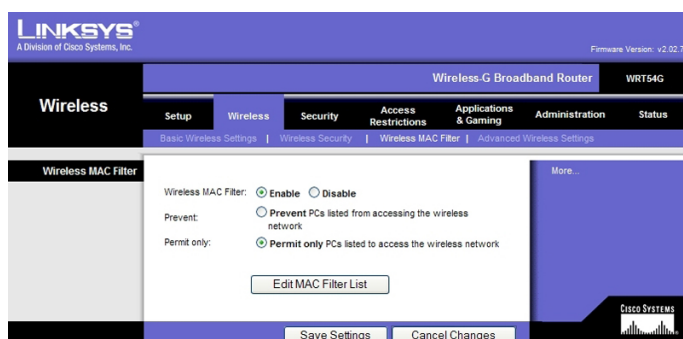 LINKSYS®
A Division of Cisco Systems, Inc.
Firmware Version: v2.02.7
Wireless-G Broadband Router WRT54G
Wireless
Setup Wireless Security Access Restrictions Applications & Gaming Administration Status
Basic Wireless Settings | Wireless Security | Wireless MAC Filter | Advanced Wireless Settings
Wireless MAC Filter
More...
Wireless MAC Filter: Enable Disable
Prevent: Prevent PCs listed from accessing the wireless
network
Permit only: Permit only PCs listed to access the wireless network
Edit MAC Filter List
CISCO SYSTEMS
Save Settings Cancel Changes